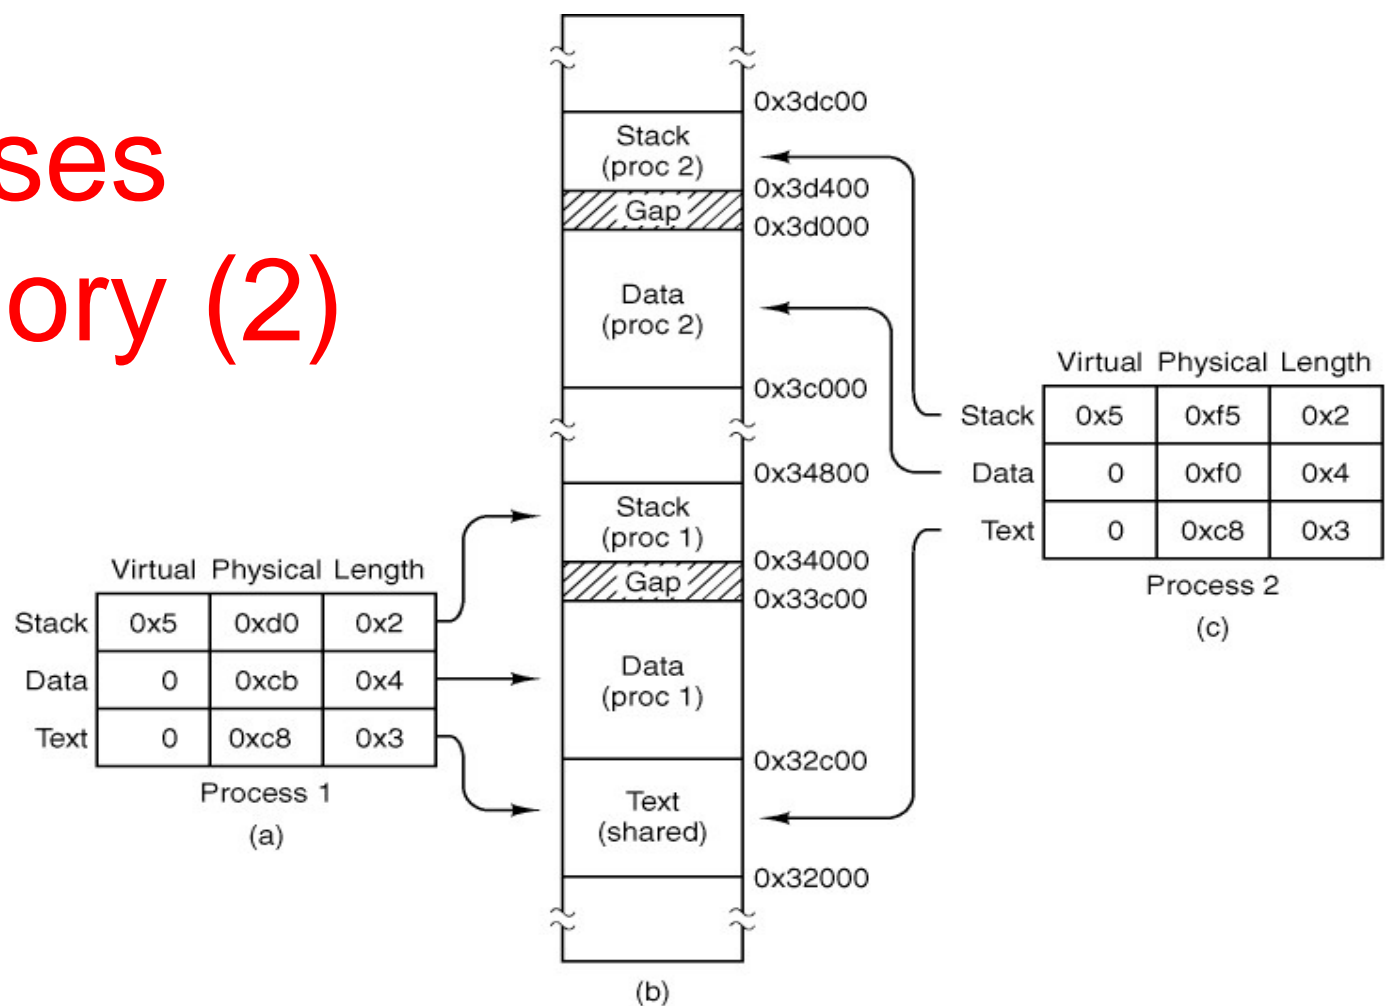 ses
ory (2)
0x3dc00
Stack
(proc 2)
0x3d400
Gap
0x3d000
Data
(proc 2)
0x3c000
0x34800
Stack
(proc 1)
0x34000
Gap
0x33c00
Data
(proc 1)
0x32c00
Text
(shared)
0x32000
(b)
Virtual Physical Length
Stack 0x5 0xd0 0x2
Data 0 0xcb 0x4
Text 0 0xc8 0x3
Process 1
(a)
Virtual Physical Length
Stack 0x5 0xf5 0x2
Data 0 0xf0 0x4
Text 0 0xc8 0x3
Process 2
(c)